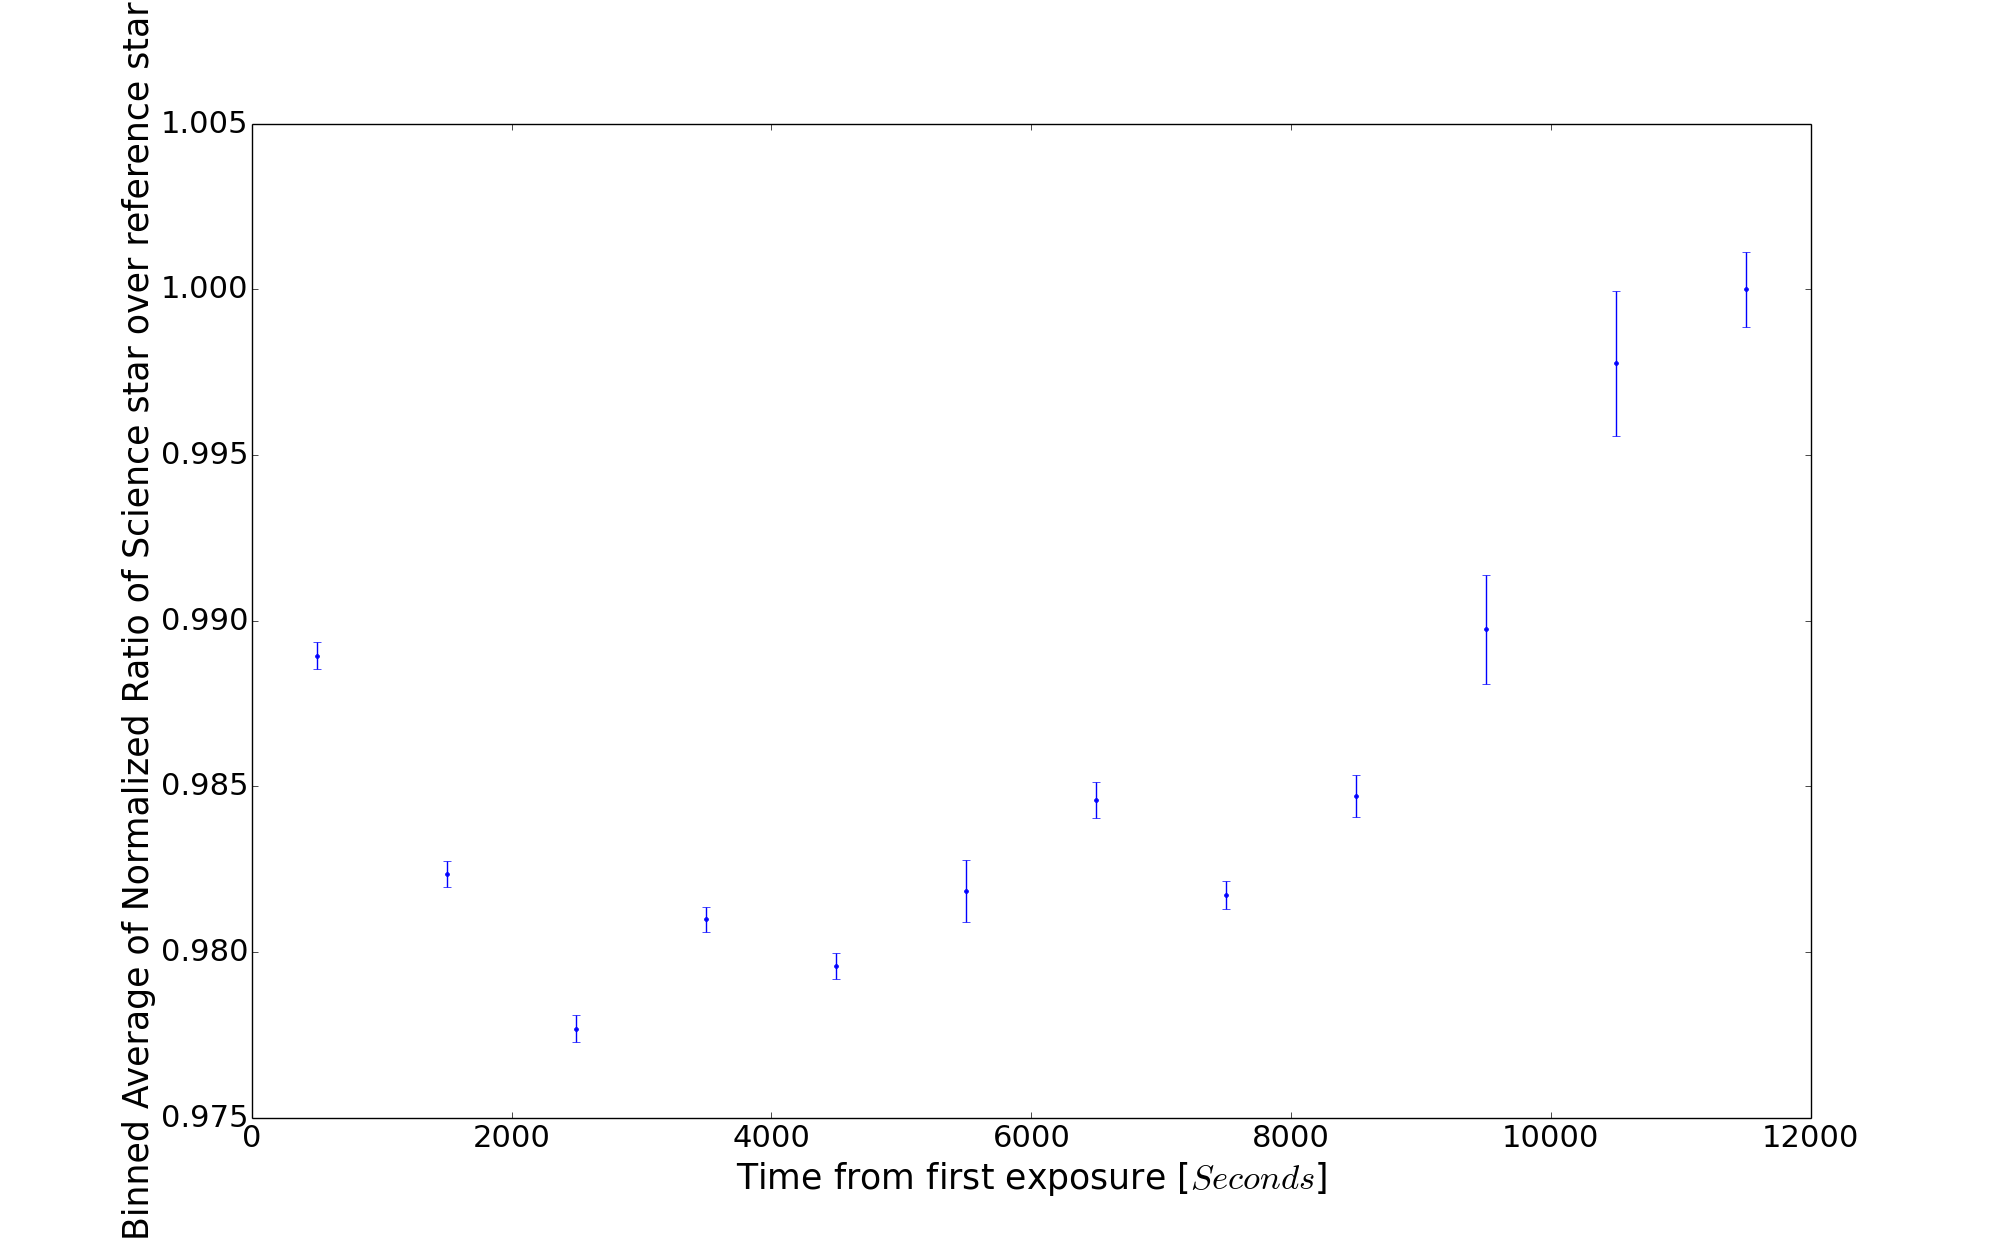 Binned Average of Normalized Ratio of Science star over reference star
1.005
1.000
0.995
0.990
0.985
0.980
0.975
0 2000 4000 6000 8000 10000 12000
Time from first exposure [Seconds]